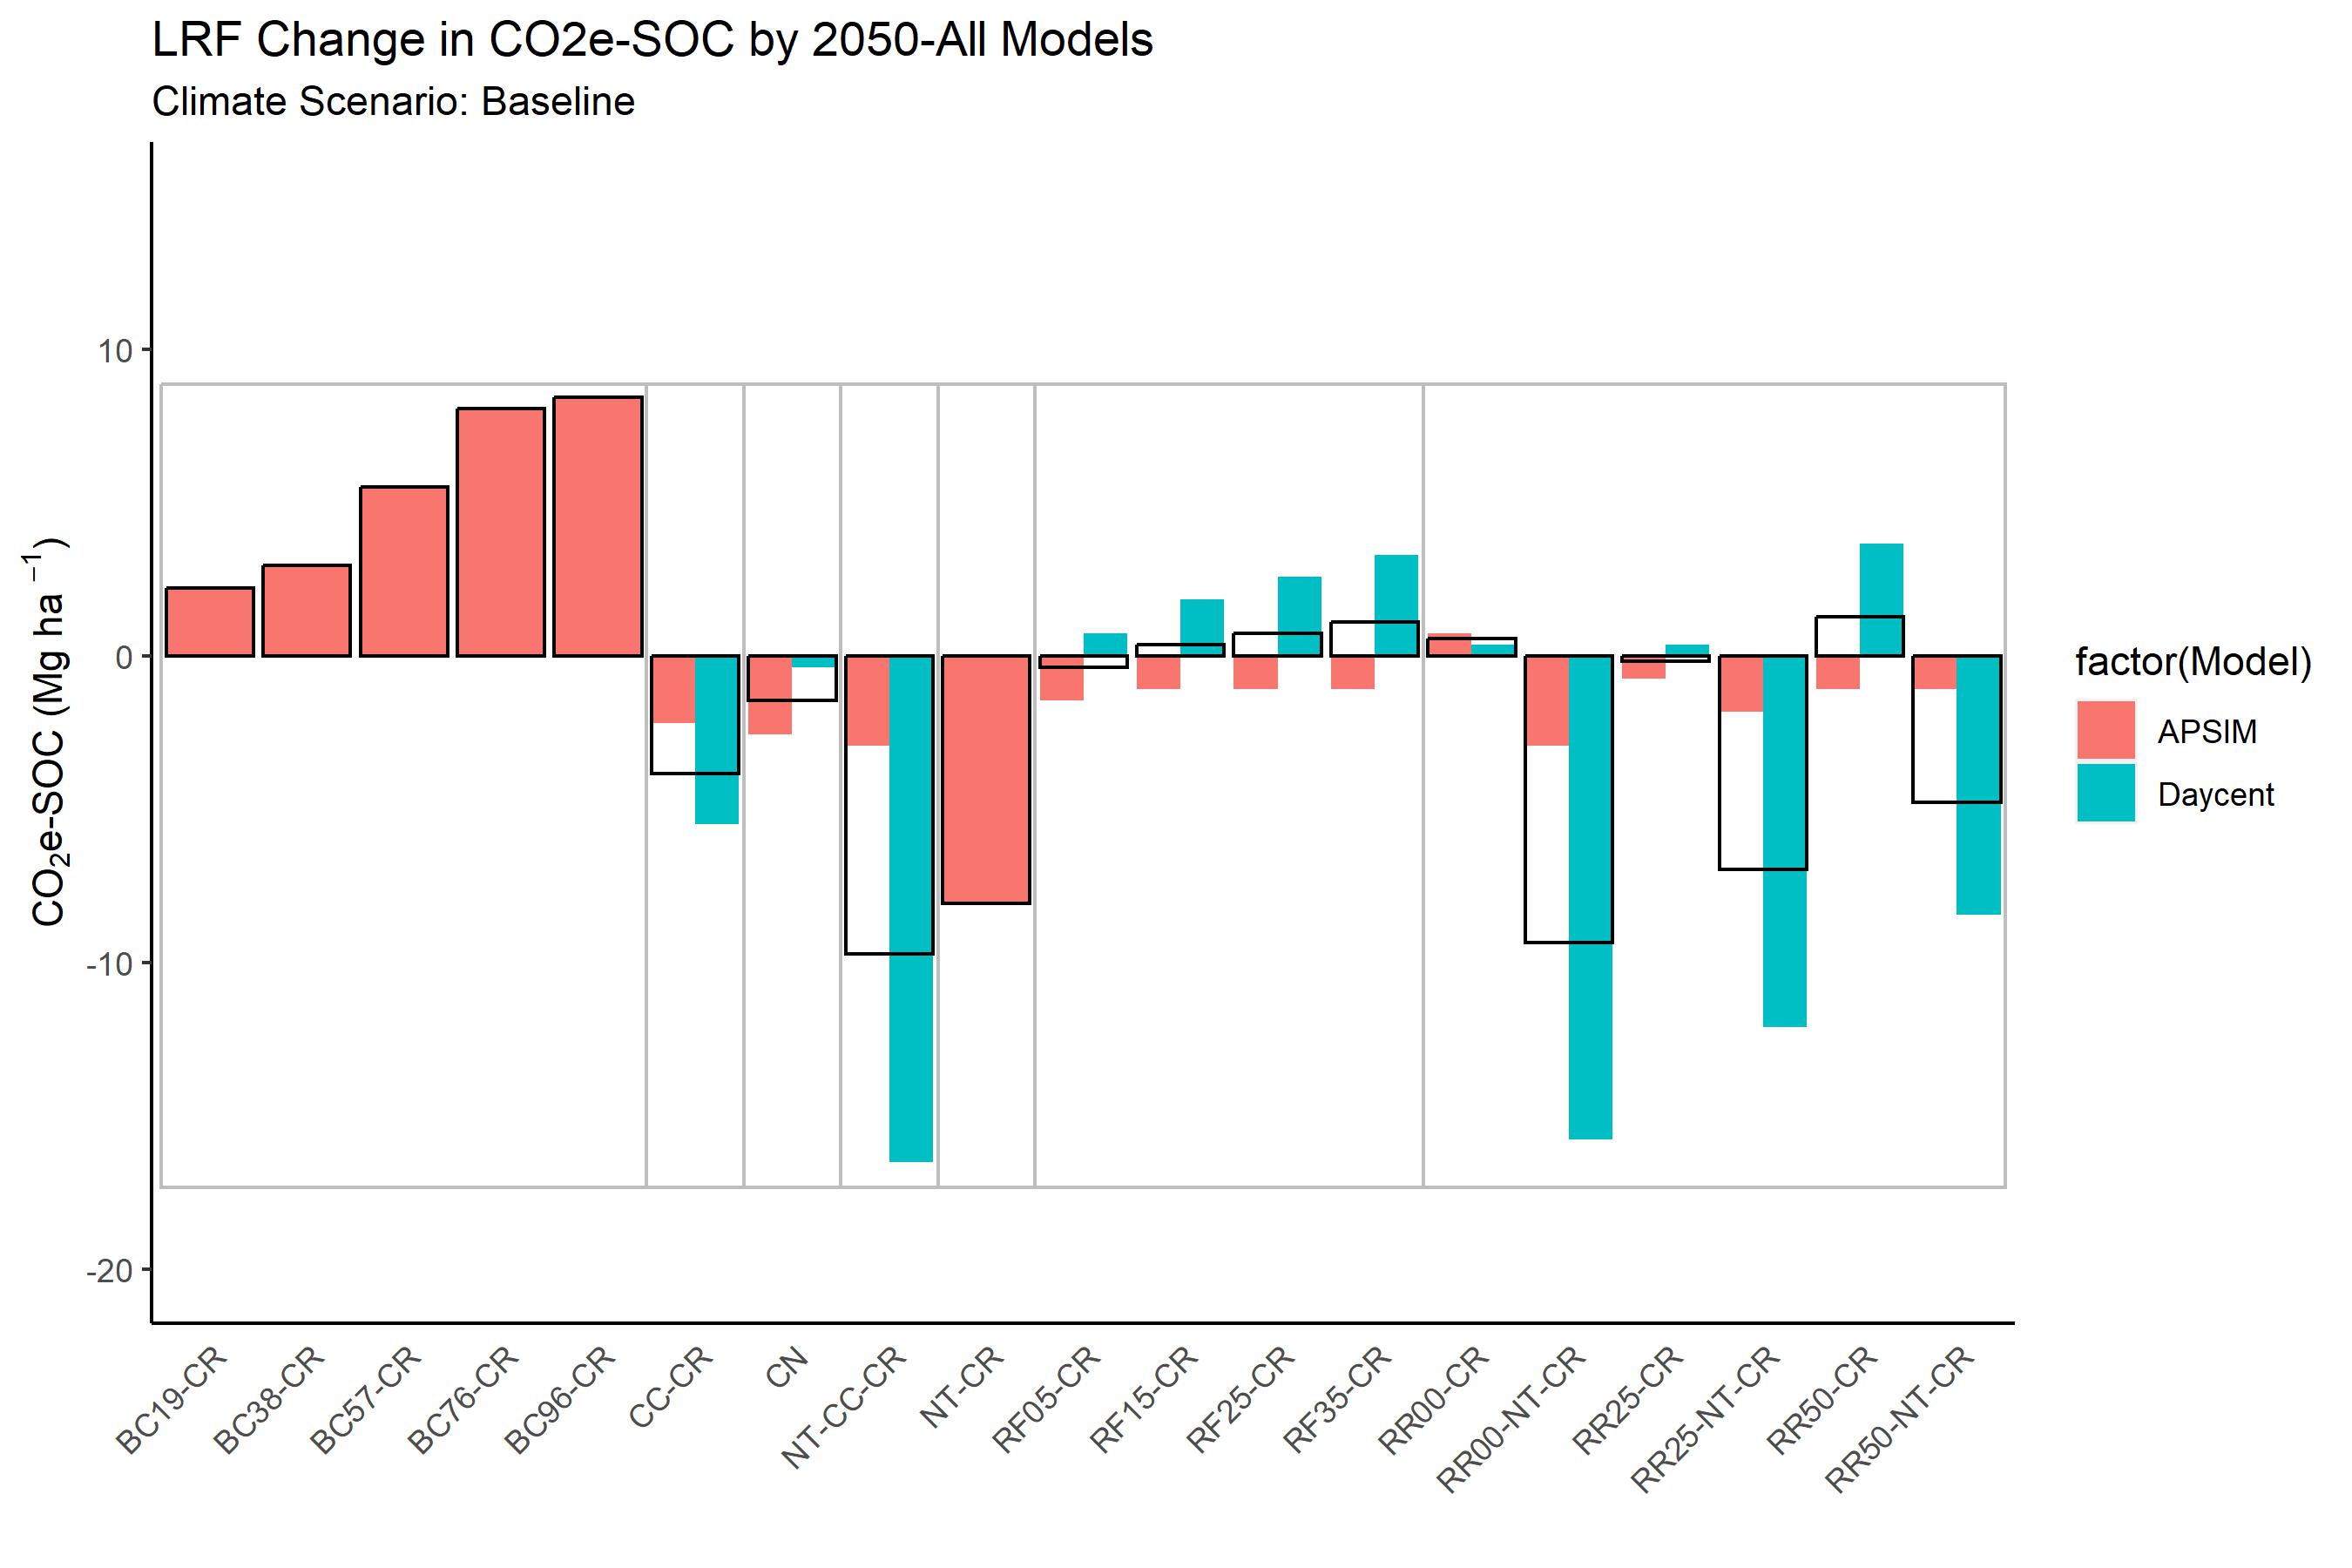 LRF Change in CO2e-SOC by 2050-All Models
Climate Scenario: Baseline
CO₂e-SOC (Mg ha ⁻¹)
10
0
-10
-20
BC19-CR
BC38-CR
BC57-CR
BC76-CR
BC96-CR
CC-CR
CN
NT-CC-CR
NT-CR
RF05-CR
RF15-CR
RF25-CR
RF35-CR
RR00-CR
RR00-NT-CR
RR25-CR
RR25-NT-CR
RR50-CR
RR50-NT-CR
factor(Model)
APSIM
Daycent